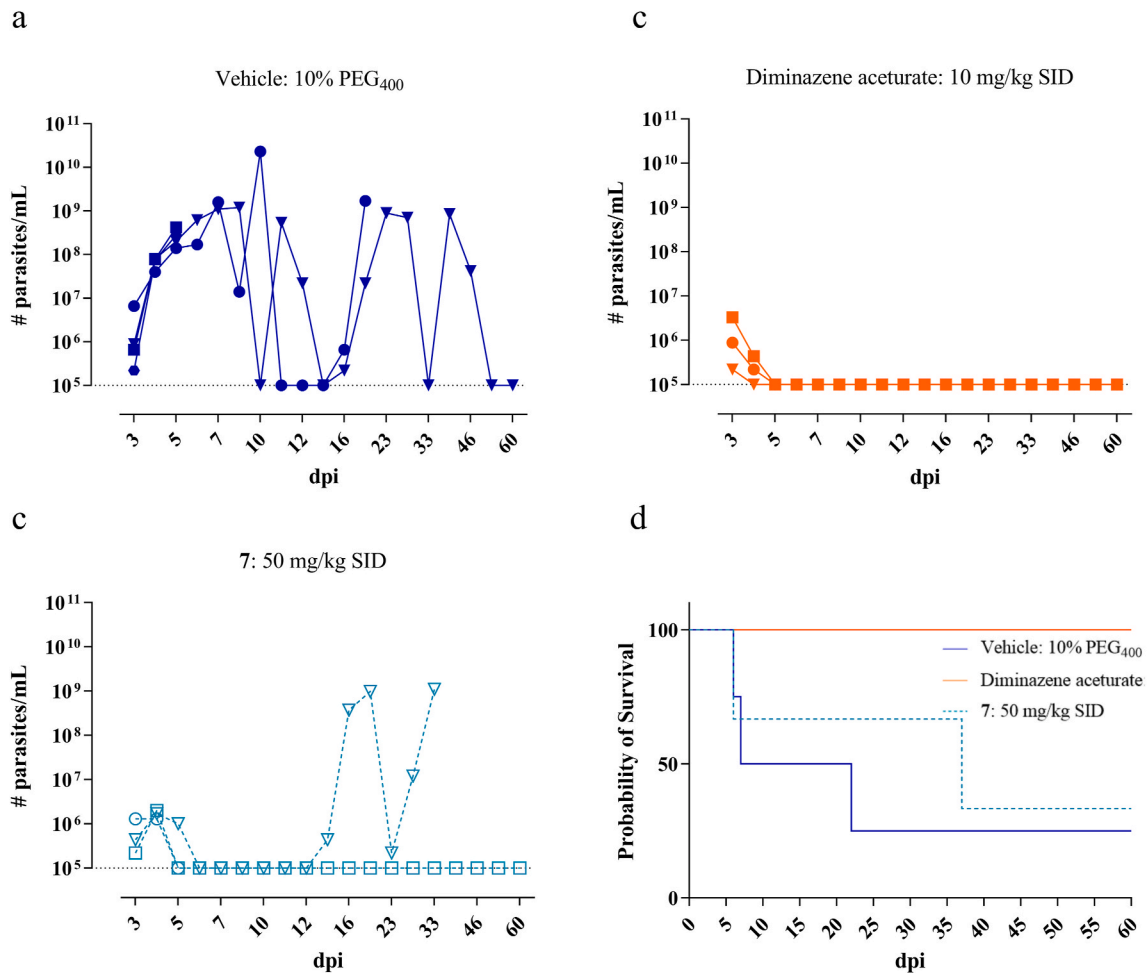 a
Vehicle: 10% PEG400
# parasites/mL
10^11
10^10
10^9
10^8
10^7
10^6
10^5
3 5 7 10 12 16 23 33 46 60
dpi
c
Diminazene aceturate: 10 mg/kg SID
# parasites/mL
10^11
10^10
10^9
10^8
10^7
10^6
10^5
3 5 7 10 12 16 23 33 46 60
dpi
c
7: 50 mg/kg SID
# parasites/mL
10^11
10^10
10^9
10^8
10^7
10^6
10^5
3 5 7 10 12 16 23 33 46 60
dpi
d
Probability of Survival
100
50
0
Vehicle: 10% PEG400
Diminazene aceturate
7: 50 mg/kg SID
0 5 10 15 20 25 30 35 40 45 50 55 60
dpi